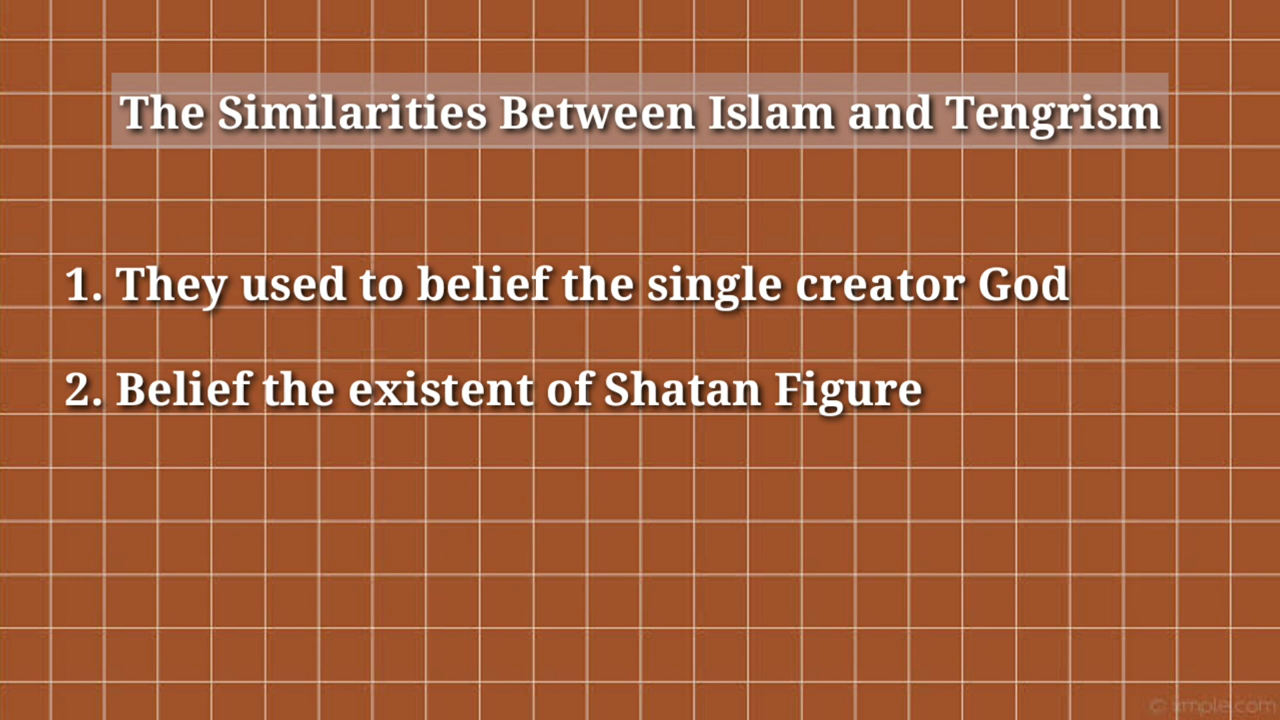 The Similarities Between Islam and Tengrism
1. They used to belief the single creator God
2. Belief the existent of Shatan Figure